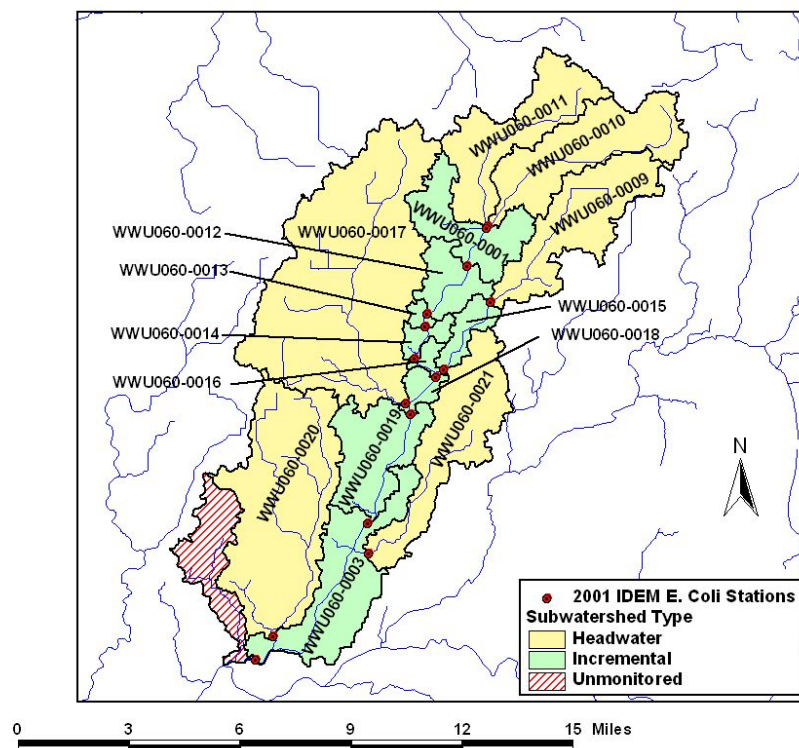 WWU060-0011
WWU060-0010
WWU060-0009
WWU060-0012
WWU060-0017
WWU060-0001
WWU060-0013
WWU060-0015
WWU060-0014
WWU060-0018
WWU060-0016
WWU060-0021
WWU060-0019
WWU060-0020
WWU060-0003
N
2001 IDEM E. Coli Stations
Subwatershed Type
Headwater
Incremental
Unmonitored
0 3 6 9 12 15 Miles